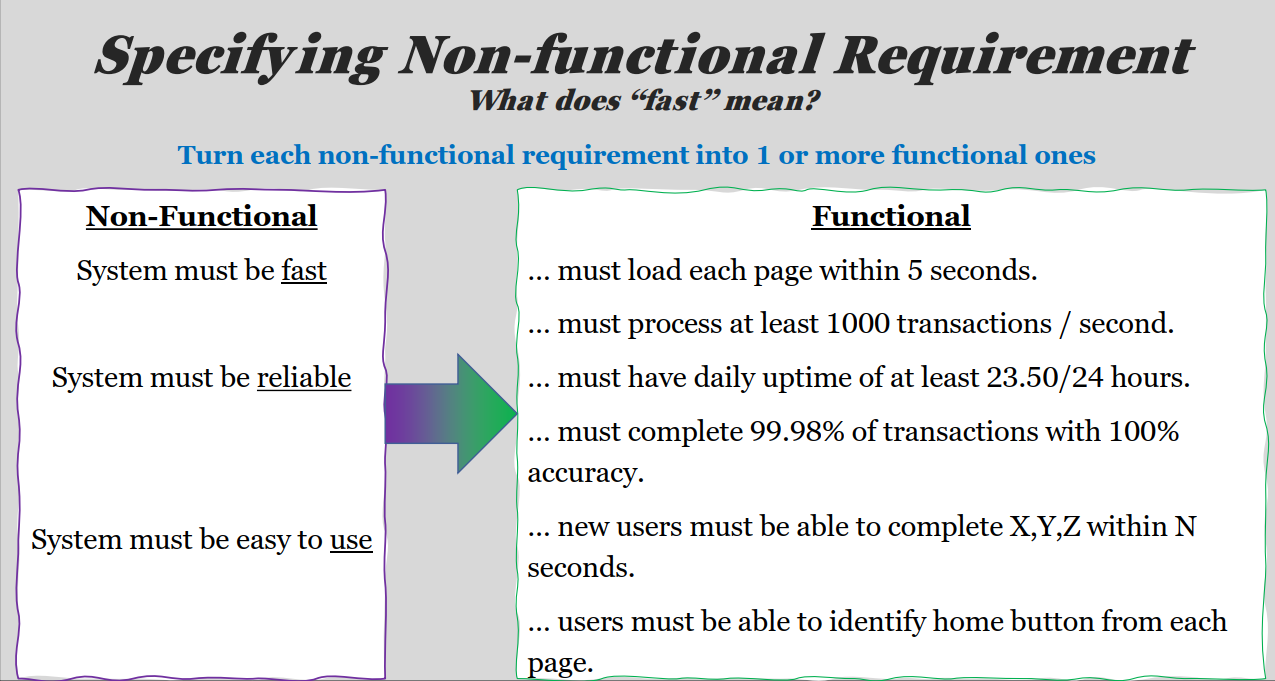 Specifying Non-functional Requirement
What does “fast” mean?
Turn each non-functional requirement into 1 or more functional ones
Non-Functional
System must be fast
System must be reliable
System must be easy to use
Functional
... must load each page within 5 seconds.
... must process at least 1000 transactions / second.
... must have daily uptime of at least 23.50/24 hours.
... must complete 99.98% of transactions with 100%
accuracy.
... new users must be able to complete X,Y,Z within N
seconds.
... users must be able to identify home button from each
page.